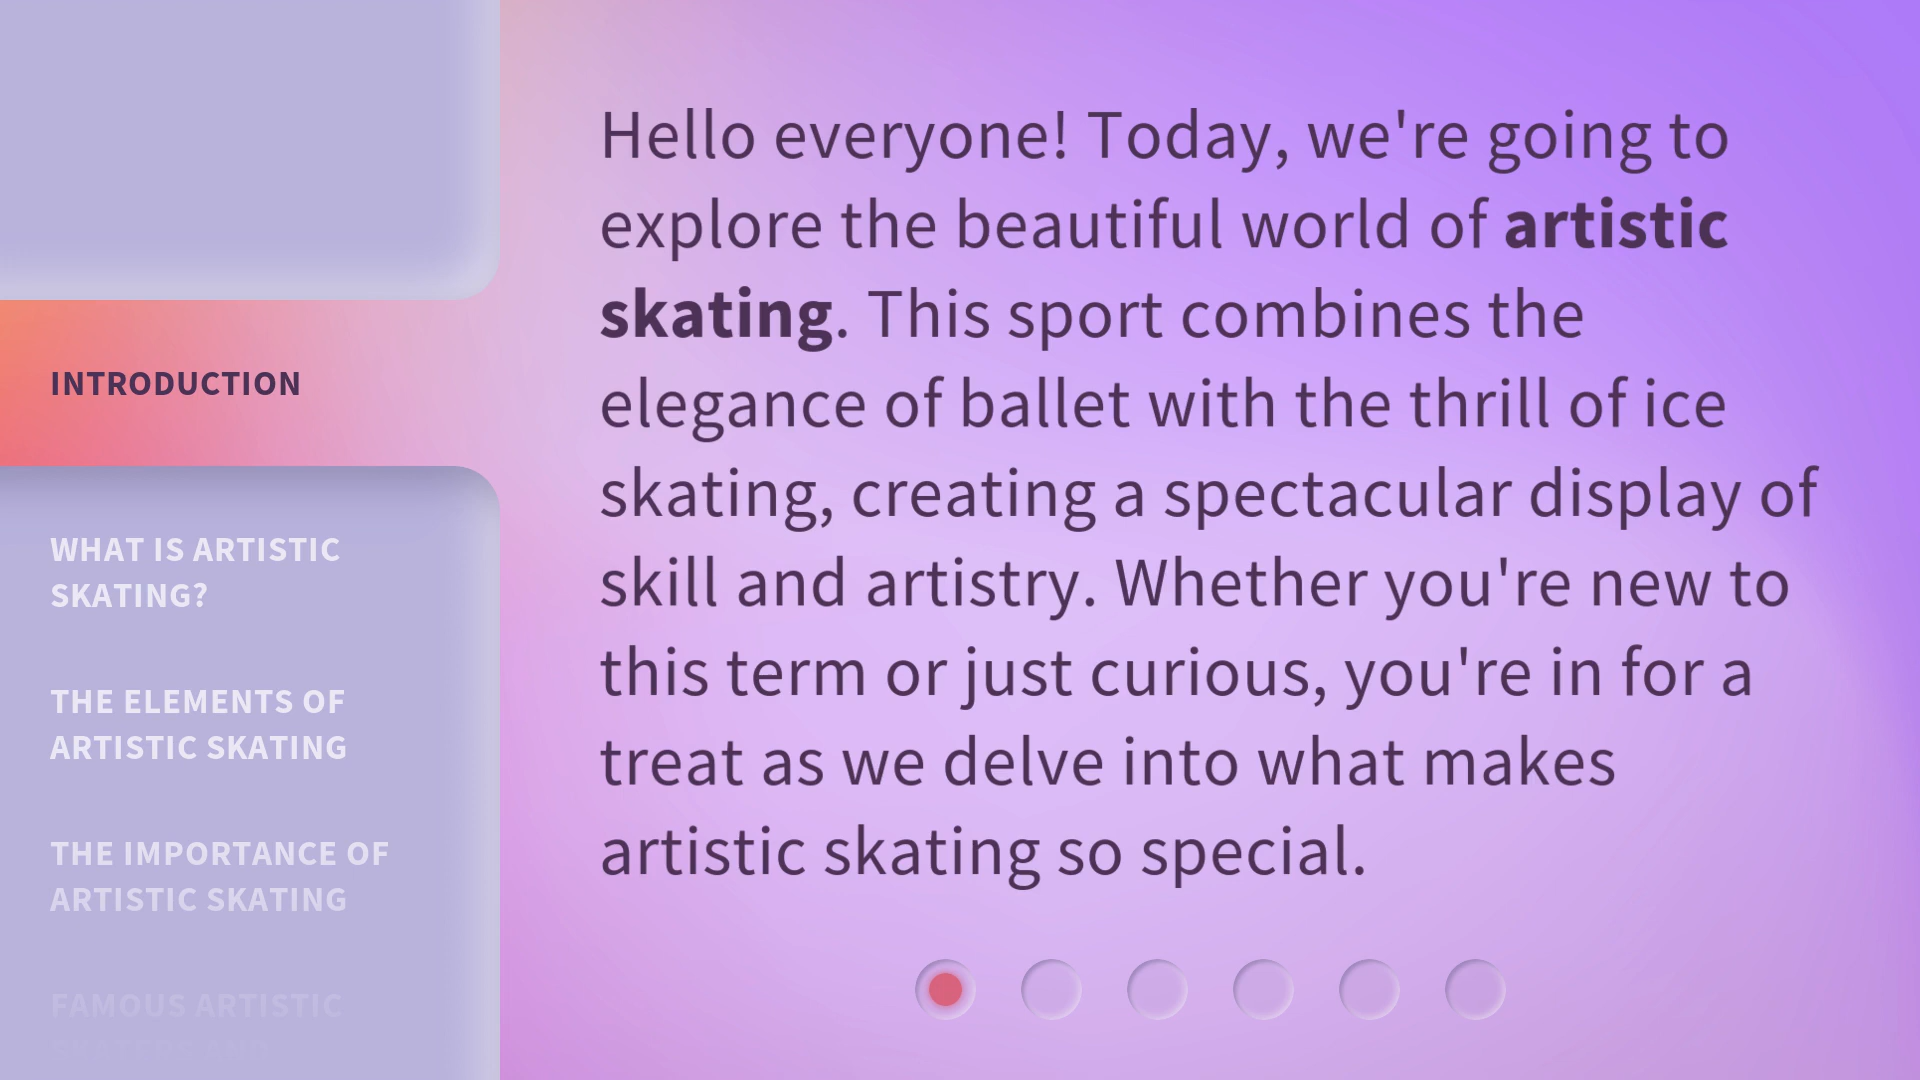 INTRODUCTION
WHAT IS ARTISTIC
SKATING?
THE ELEMENTS OF
ARTISTIC SKATING
THE IMPORTANCE OF
ARTISTIC SKATING
FAMOUS ARTISTIC
SKATERS AND
Hello everyone! Today, we're going to
explore the beautiful world of artistic
skating. This sport combines the
elegance of ballet with the thrill of ice
skating, creating a spectacular display of
skill and artistry. Whether you're new to
this term or just curious, you're in for a
treat as we delve into what makes
artistic skating so special.